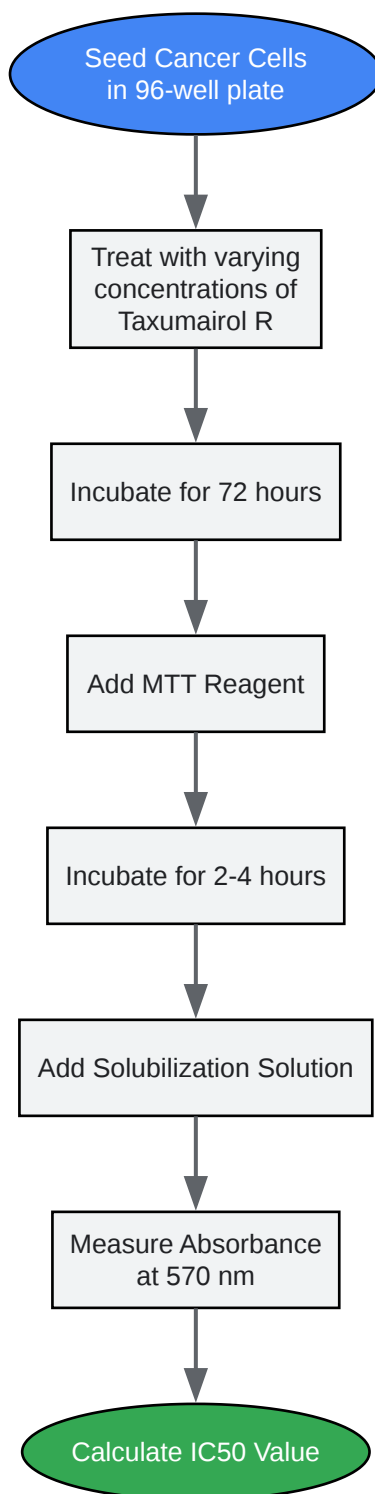 Seed Cancer Cells
in 96-well plate
Treat with varying
concentrations of
Taxumairol R
Incubate for 72 hours
Add MTT Reagent
Incubate for 2-4 hours
Add Solubilization Solution
Measure Absorbance
at 570 nm
Calculate IC50 Value